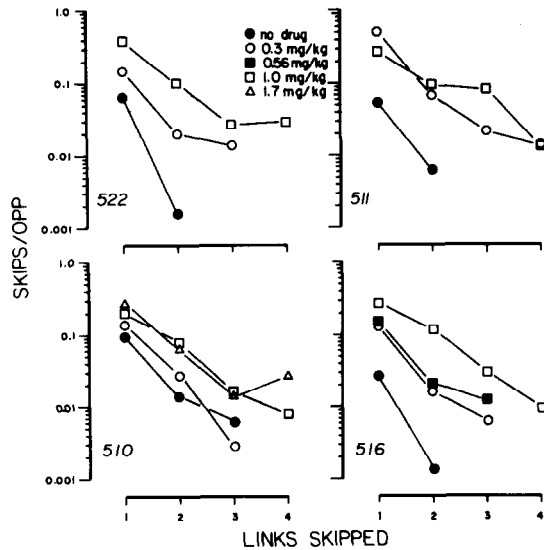 1.0
0.1
0.01
0.001
522
no drug
0.3 mg/kg
0.56 mg/kg
1.0 mg/kg
1.7 mg/kg
511
SKIPS/OPP
1.0
0.1
0.01
0.001
510
516
1 2 3 4
1 2 3 4
LINKS SKIPPED